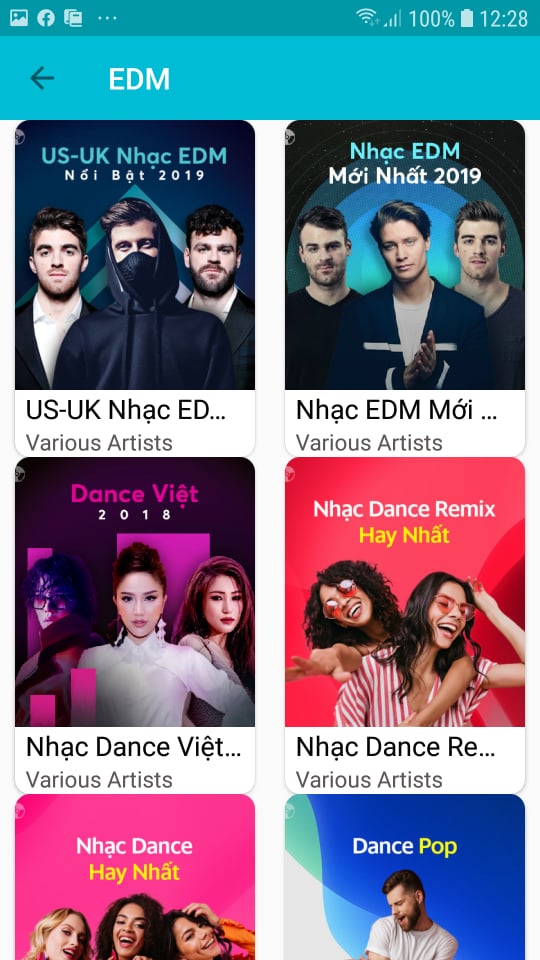 100% 12:28
EDM
US-UK Nhạc EDM
Nổi Bật 2019
US-UK Nhạc ED...
Various Artists
Nhạc EDM
Mới Nhất 2019
Nhạc EDM Mới ...
Various Artists
Dance Việt
2018
Nhạc Dance Việt...
Various Artists
Nhạc Dance Remix
Hay Nhất
Nhạc Dance Re...
Various Artists
Nhạc Dance
Hay Nhất
Dance Pop